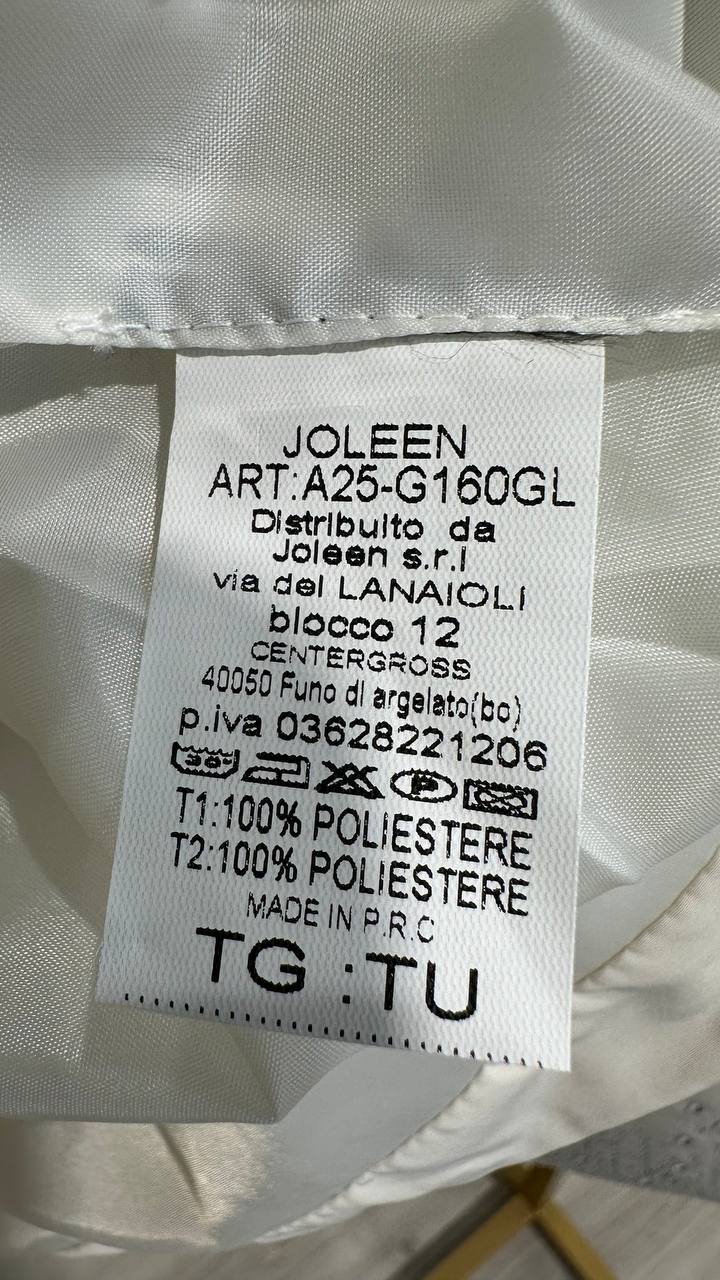 JOLEEN
ART:A25-G160GL
Distribuito da
Joleen s.r.l
via dei LANAIOLI
blocco 12
CENTERGROSS
40050 Funo di argelato(bo)
p.iva 03628221206
30° P
T1:100% POLIESTERE
T2:100% POLIESTERE
MADE IN P.R.C
TG :TU